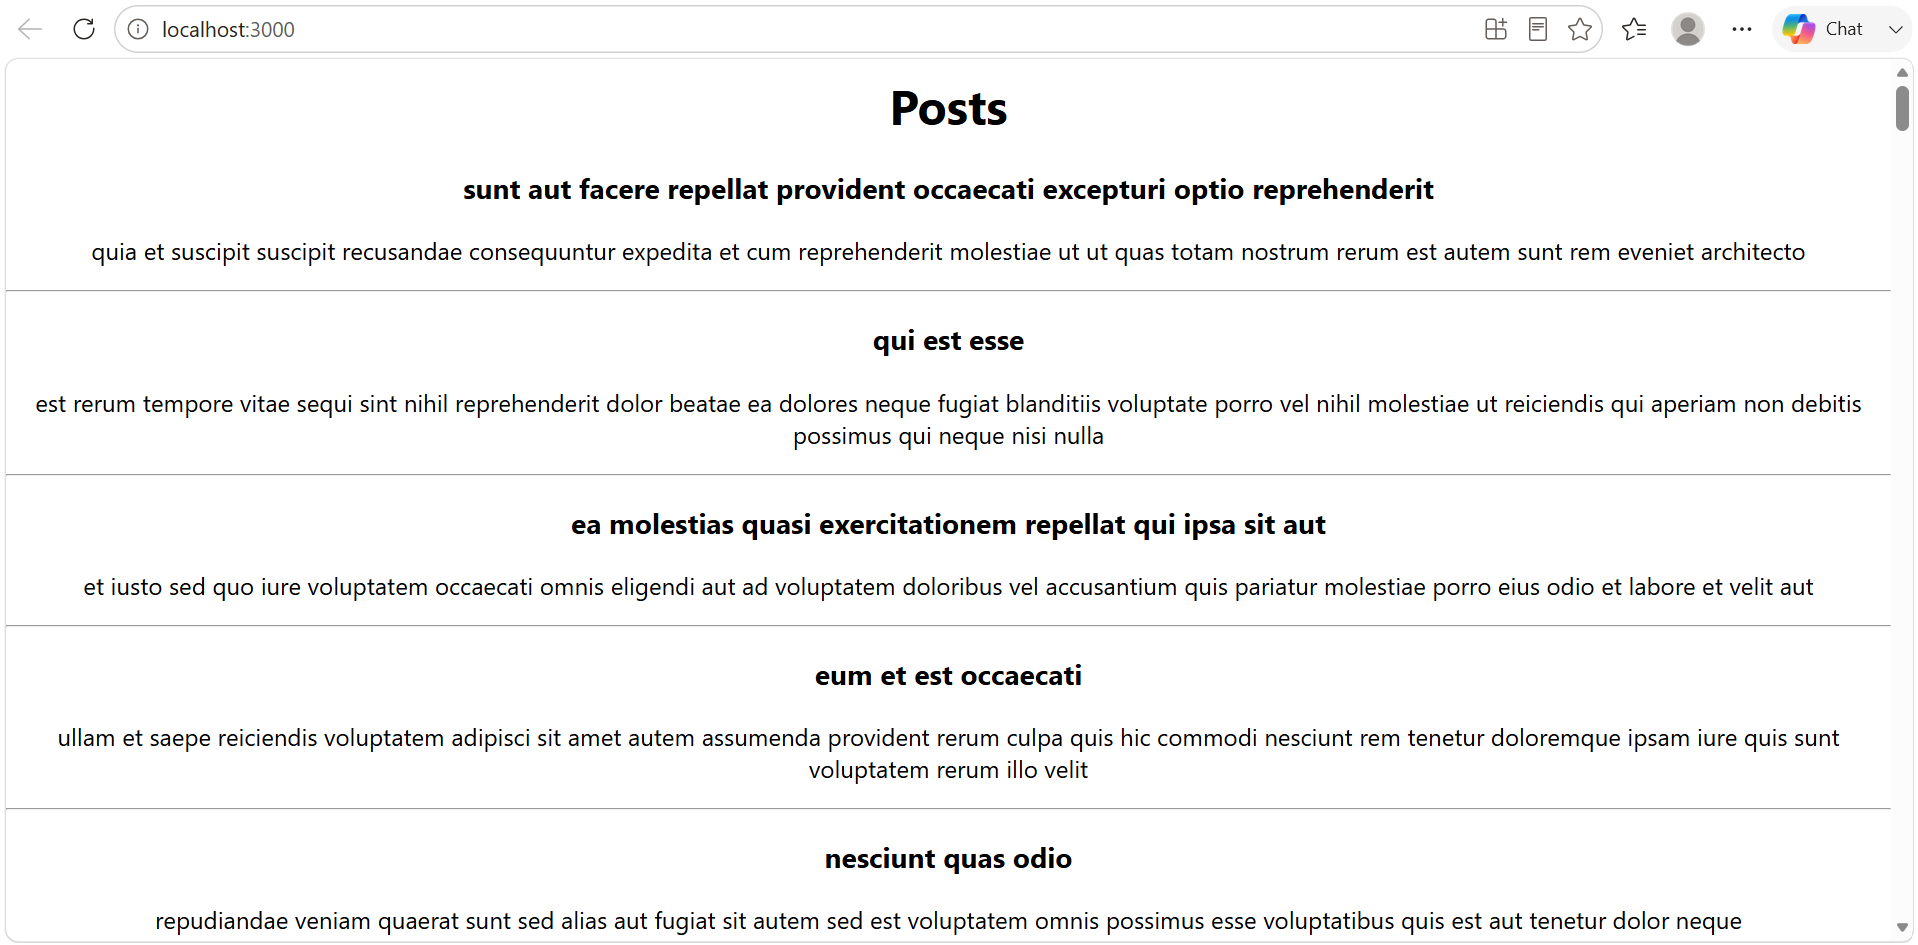 localhost:3000
Chat
Posts
sunt aut facere repellat provident occaecati excepturi optio reprehenderit
quia et suscipit suscipit recusandae consequuntur expedita et cum reprehenderit molestiae ut ut quas totam nostrum rerum est autem sunt rem eveniet architecto
qui est esse
est rerum tempore vitae sequi sint nihil reprehenderit dolor beatae ea dolores neque fugiat blanditiis voluptate porro vel nihil molestiae ut reiciendis qui aperiam non debitis
possimus qui neque nisi nulla
ea molestias quasi exercitationem repellat qui ipsa sit aut
et iusto sed quo iure voluptatem occaecati omnis eligendi aut ad voluptatem doloribus vel accusantium quis pariatur molestiae porro eius odio et labore et velit aut
eum et est occaecati
ullam et saepe reiciendis voluptatem adipisci sit amet autem assumenda provident rerum culpa quis hic commodi nesciunt rem tenetur doloremque ipsam iure quis sunt
voluptatem rerum illo velit
nesciunt quas odio
repudiandae veniam quaerat sunt sed alias aut fugiat sit autem sed est voluptatem omnis possimus esse voluptatibus quis est aut tenetur dolor neque